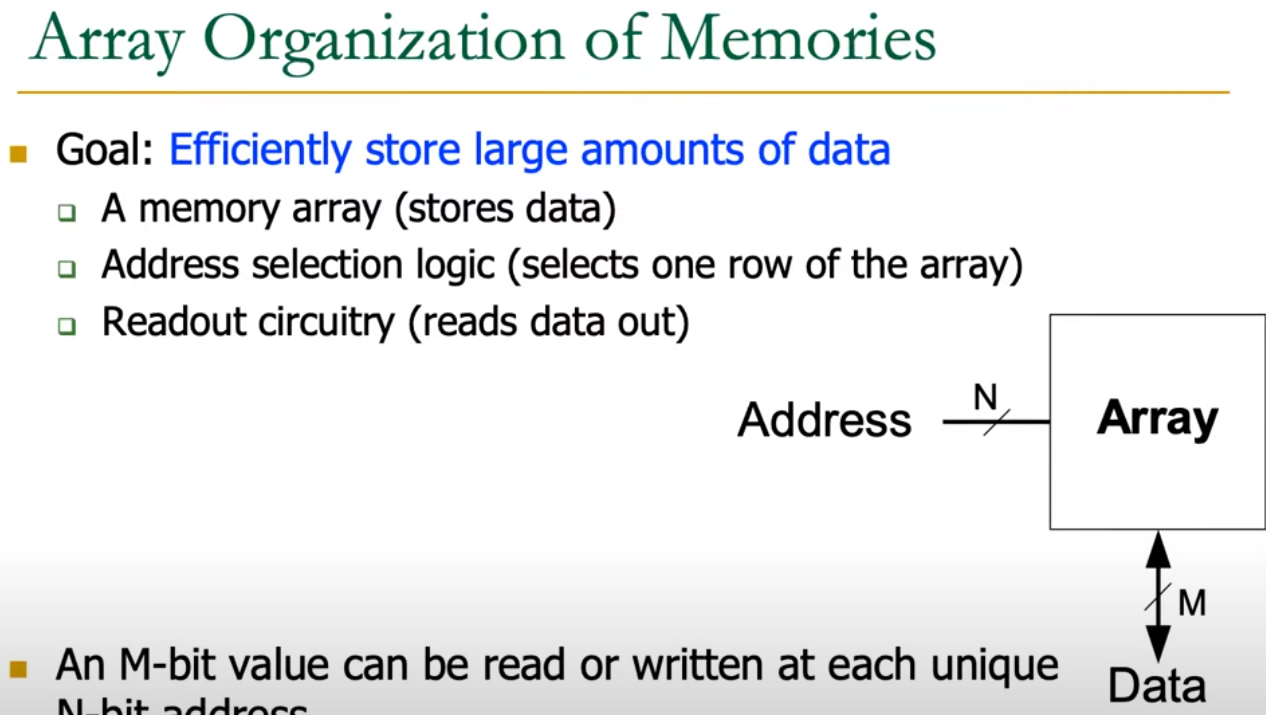 Array Organization of Memories
Goal: Efficiently store large amounts of data
A memory array (stores data)
Address selection logic (selects one row of the array)
Readout circuitry (reads data out)
N
Address
Array
M
Data
An M-bit value can be read or written at each unique
N-bit address